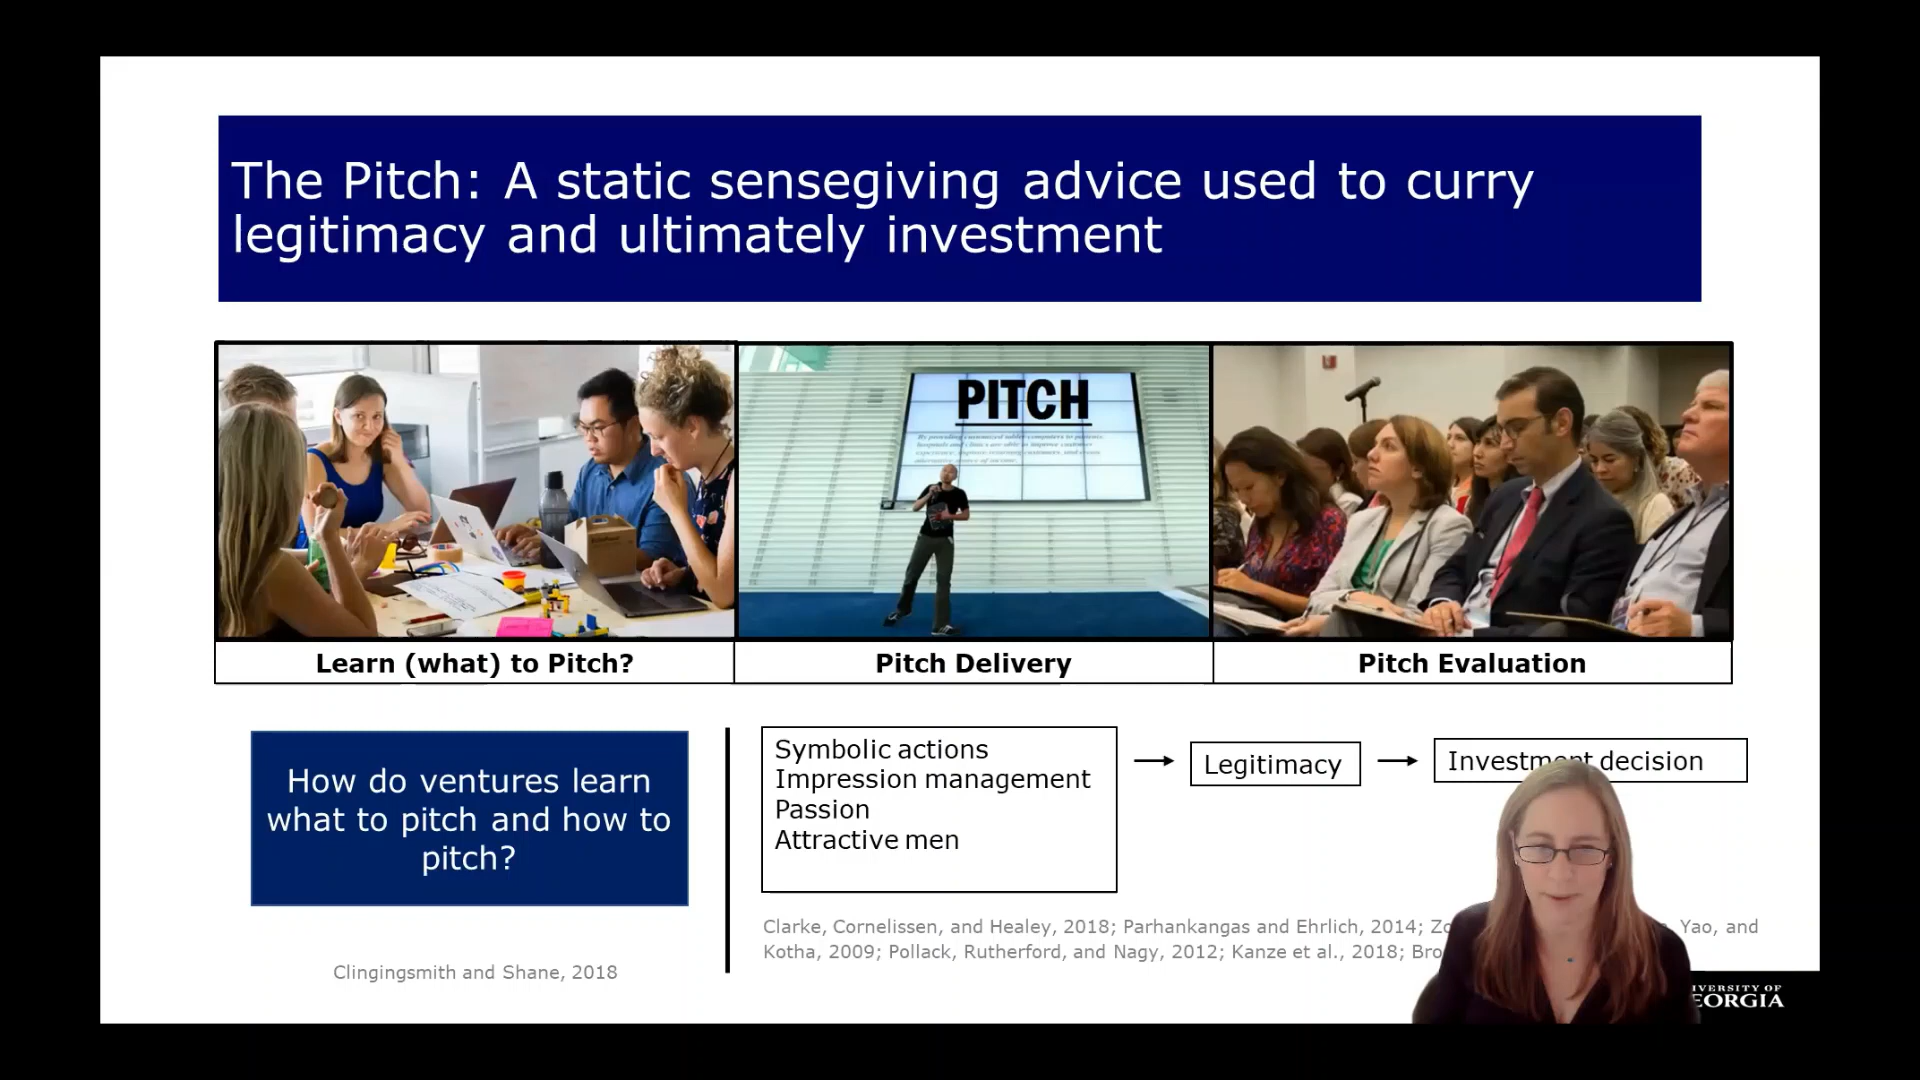 The Pitch: A static sensegiving advice used to curry
legitimacy and ultimately investment
PITCH
Learn (what) to Pitch?
Pitch Delivery
Pitch Evaluation
How do ventures learn
what to pitch and how to
pitch?
Clingingsmith and Shane, 2018
Symbolic actions
Impression management
Passion
Attractive men
Legitimacy
Investment decision
Clarke, Cornelissen, and Healey, 2018; Parhankangas and Ehrlich, 2014; Yao, and
Kotha, 2009; Pollack, Rutherford, and Nagy, 2012; Kanze et al., 2018;